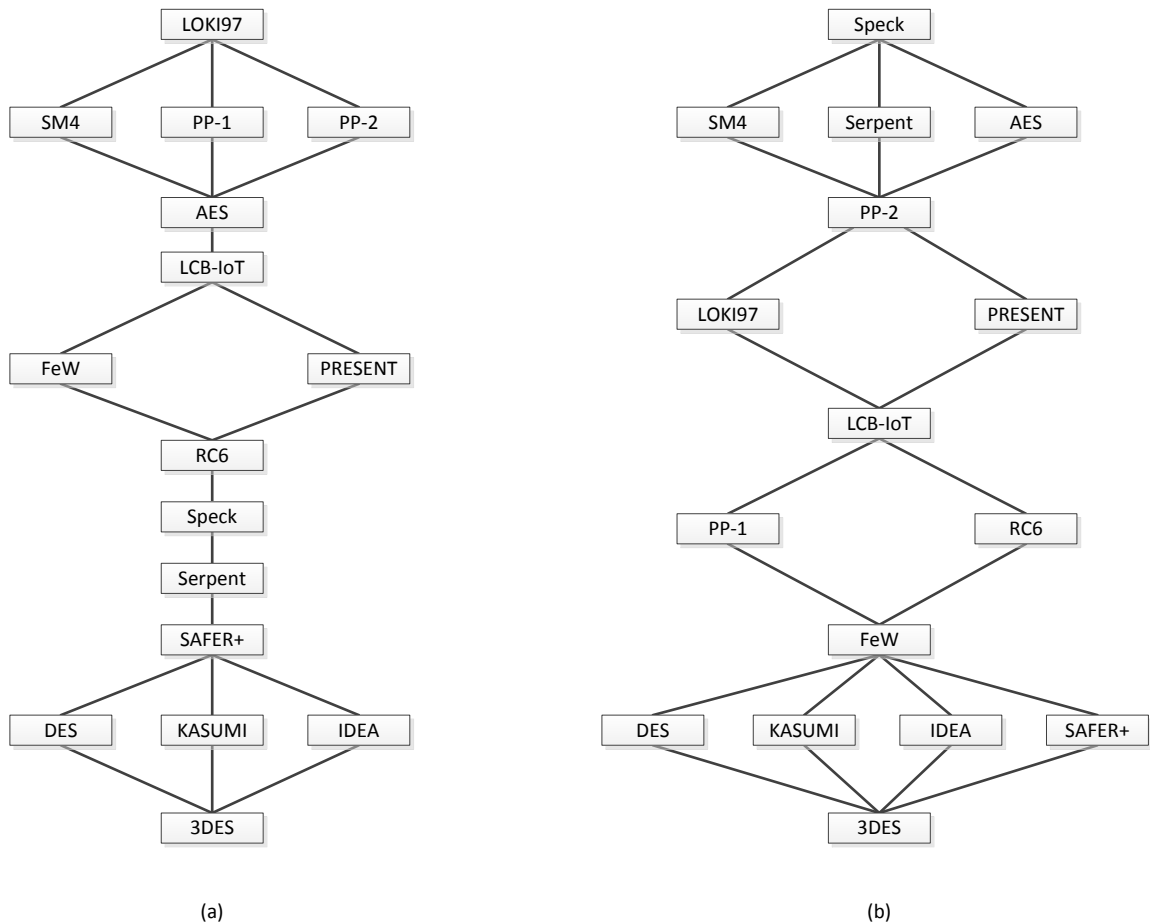 LOKI97
SM4
PP-1
PP-2
AES
LCB-IoT
FeW
PRESENT
RC6
Speck
Serpent
SAFER+
DES
KASUMI
IDEA
3DES
(a)
Speck
SM4
Serpent
AES
PP-2
LOKI97
PRESENT
LCB-IoT
PP-1
RC6
FeW
DES
KASUMI
IDEA
SAFER+
3DES
(b)